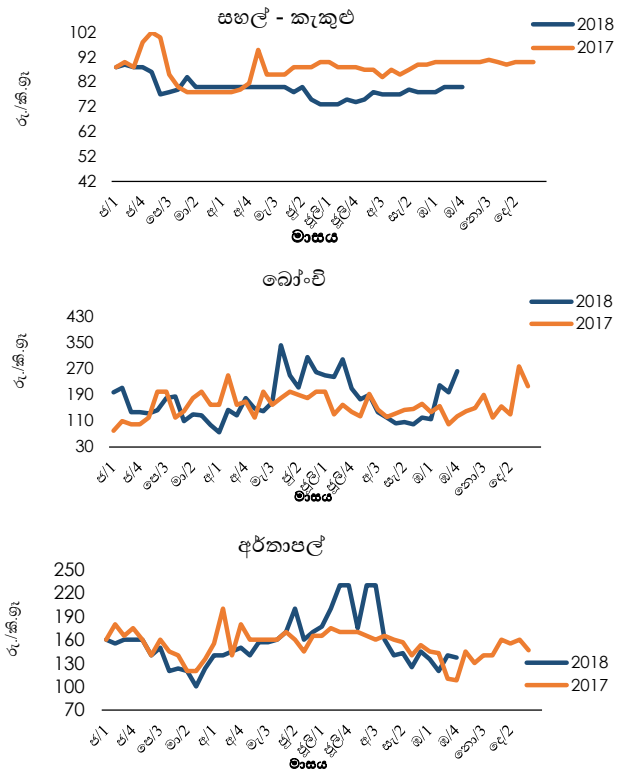 සහල් - කැකුළු
2018
2017
රු./කි.ග්‍රෑ
102
92
82
72
62
52
42
ජ/1
ජ/4
පෙ/3
මා/2
අ/1
අ/4
මැ/3
ජූ/2
ජූලි/1
ජූලි/4
අ/3
සැ/2
ඔ/1
ඔ/4
නො/3
දෙ/2
මාසය
බෝංචි
2018
2017
රු./කි.ග්‍රෑ
430
350
270
190
110
30
ජ/1
ජ/4
පෙ/3
මා/2
අ/1
අ/4
මැ/3
ජූ/2
ජූලි/1
ජූලි/4
අ/3
සැ/2
ඔ/1
ඔ/4
නො/3
දෙ/2
මාසය
අර්තාපල්
රු./කි.ග්‍රෑ
250
220
190
160
130
100
70
2018
2017
ජ/1
ජ/4
පෙ/3
මා/2
අ/1
අ/4
මැ/3
ජූ/2
ජූලි/1
ජූලි/4
අ/3
සැ/2
ඔ/1
ඔ/4
නො/3
දෙ/2
මාසය